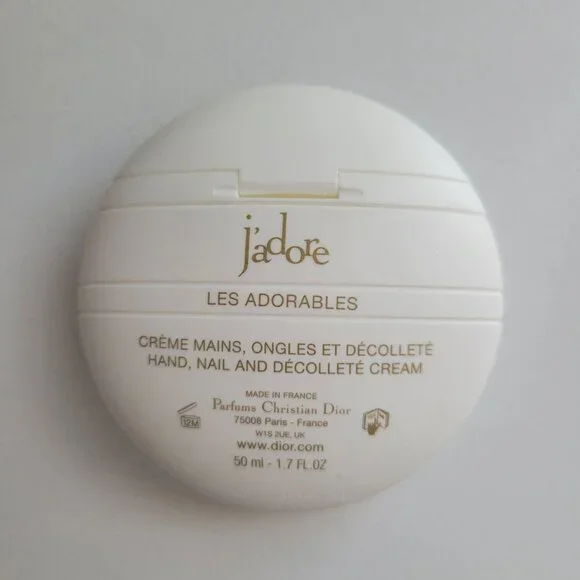 j'adore
LES ADORABLES
CRÈME MAINS, ONGLES ET DÉCOLLETÉ
HAND, NAIL AND DÉCOLLETÉ CREAM
MADE IN FRANCE
Parfums Christian Dior
75008 Paris - France
12M
W1S 2UE, UK
www.dior.com
50 ml - 1.7 FL.OZ